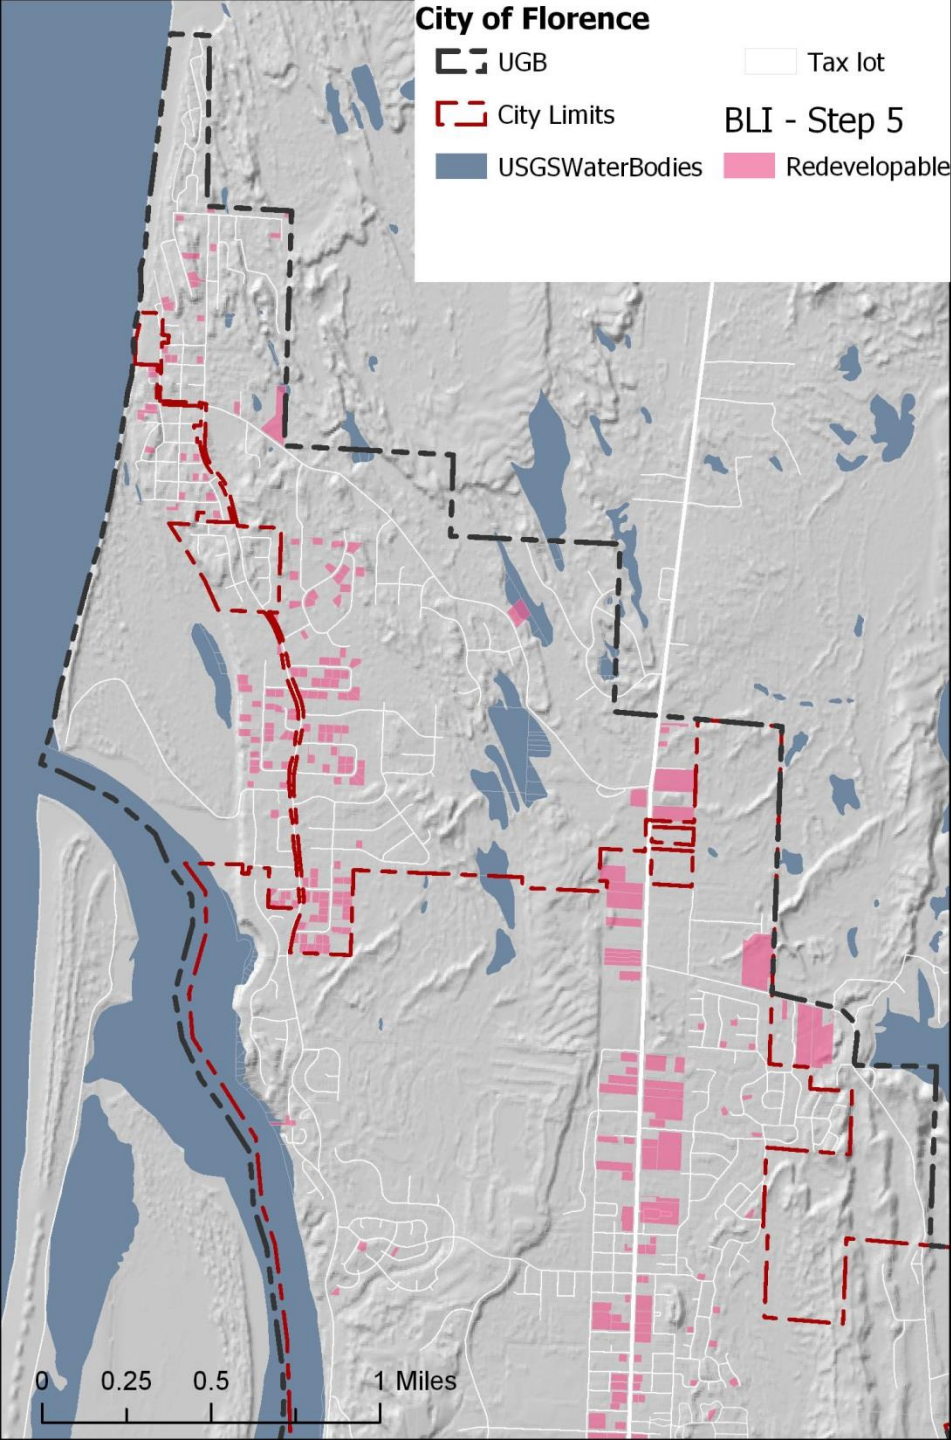 City of Florence
UGB
Tax lot
City Limits
BLI - Step 5
USGSWaterBodies
Redevelopable
0 0.25 0.5 1 Miles